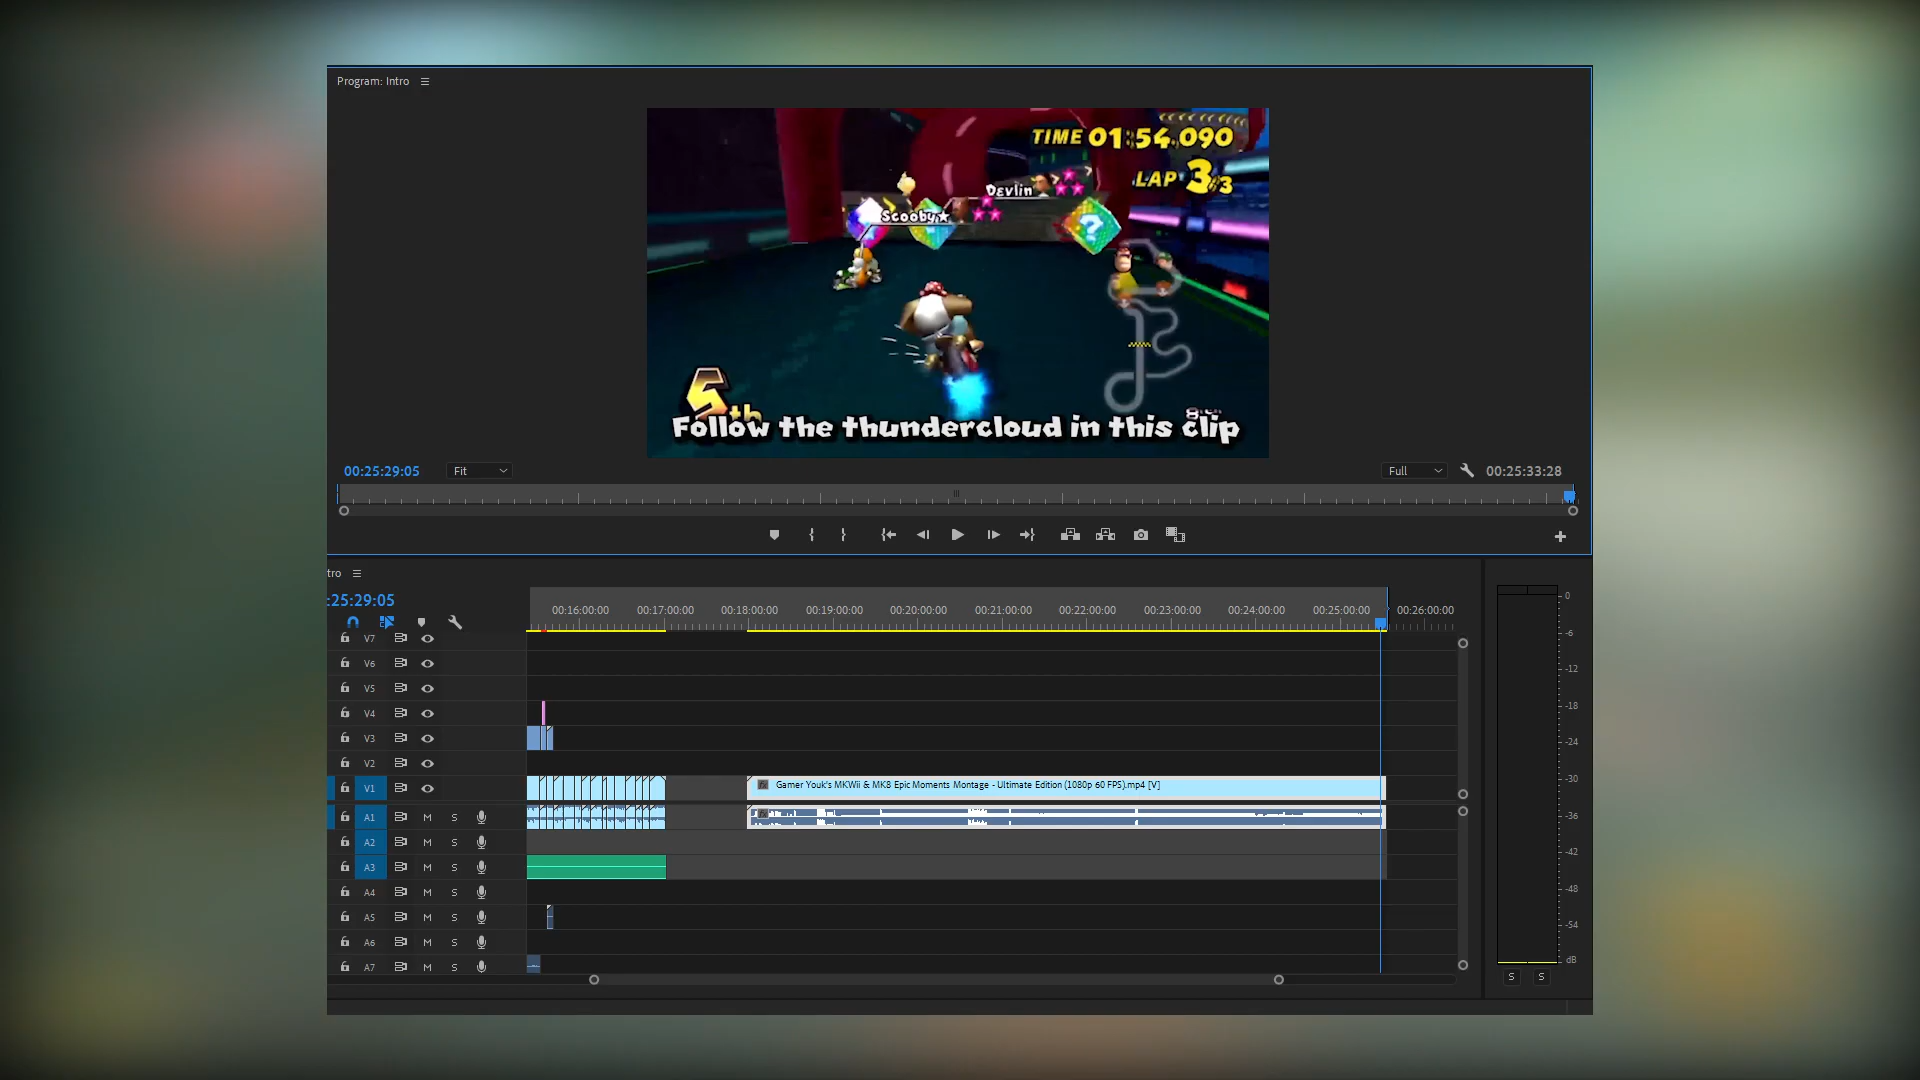 Program: Intro
TIME 01:54.090
LAP 3/3
Devlin
Scooby★
5th
Follow the thundercloud in this clip
00:25:29:05
Fit
Full
00:25:33:28
tro
:25:29:05
00:16:00:00 00:17:00:00 00:18:00:00 00:19:00:00 00:20:00:00 00:21:00:00 00:22:00:00 00:23:00:00 00:24:00:00 00:25:00:00 00:26:00:00
V7
V6
V5
V4
V3
V2
V1
fx Gamer Youk's MKWii & MK8 Epic Moments Montage - Ultimate Edition (1080p 60 FPS).mp4 [V]
A1 M S fx
A2 M S
A3 M S
A4 M S
A5 M S
A6 M S
A7 M S
0
-6
-12
-18
-24
-30
-36
-42
-48
-54
dB
S S